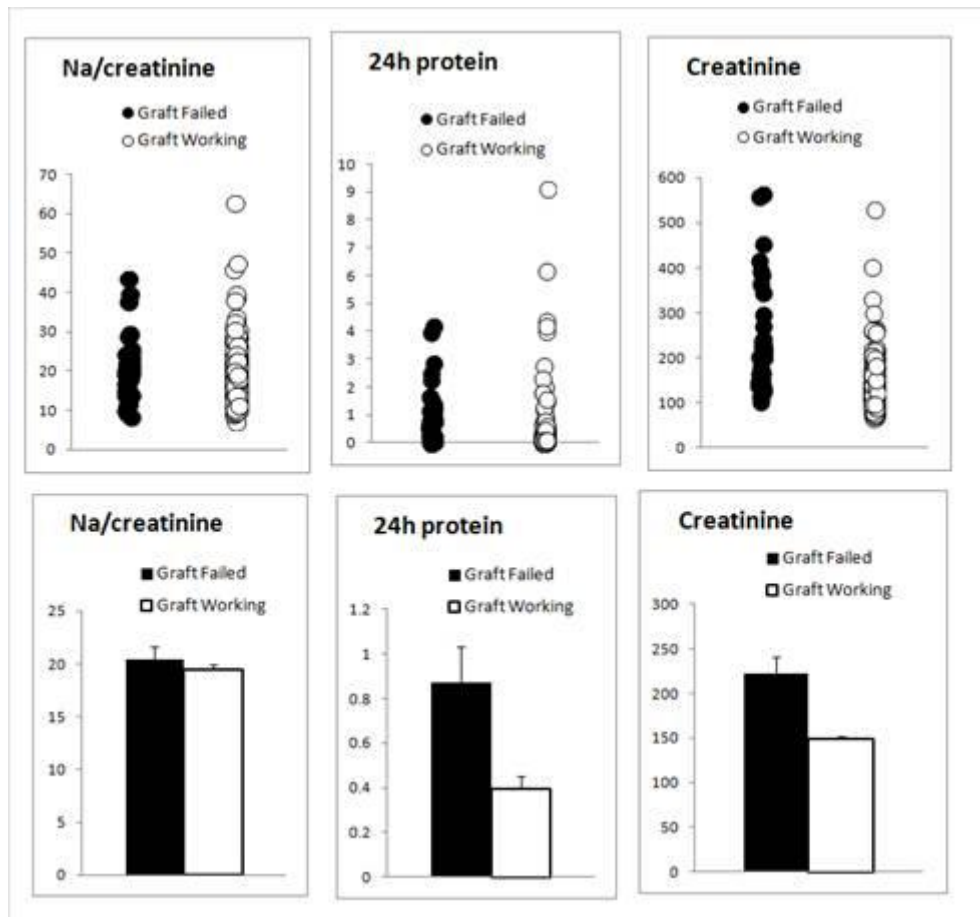 Na/creatinine
Graft Failed
Graft Working
70
60
50
40
30
20
10
0
24h protein
Graft Failed
Graft Working
10
9
8
7
6
5
4
3
2
1
0
Creatinine
Graft Failed
Graft Working
600
500
400
300
200
100
0
Na/creatinine
Graft Failed
Graft Working
25
20
15
10
5
0
24h protein
Graft Failed
Graft Working
1.2
1
0.8
0.6
0.4
0.2
0
Creatinine
Graft Failed
Graft Working
300
250
200
150
100
50
0